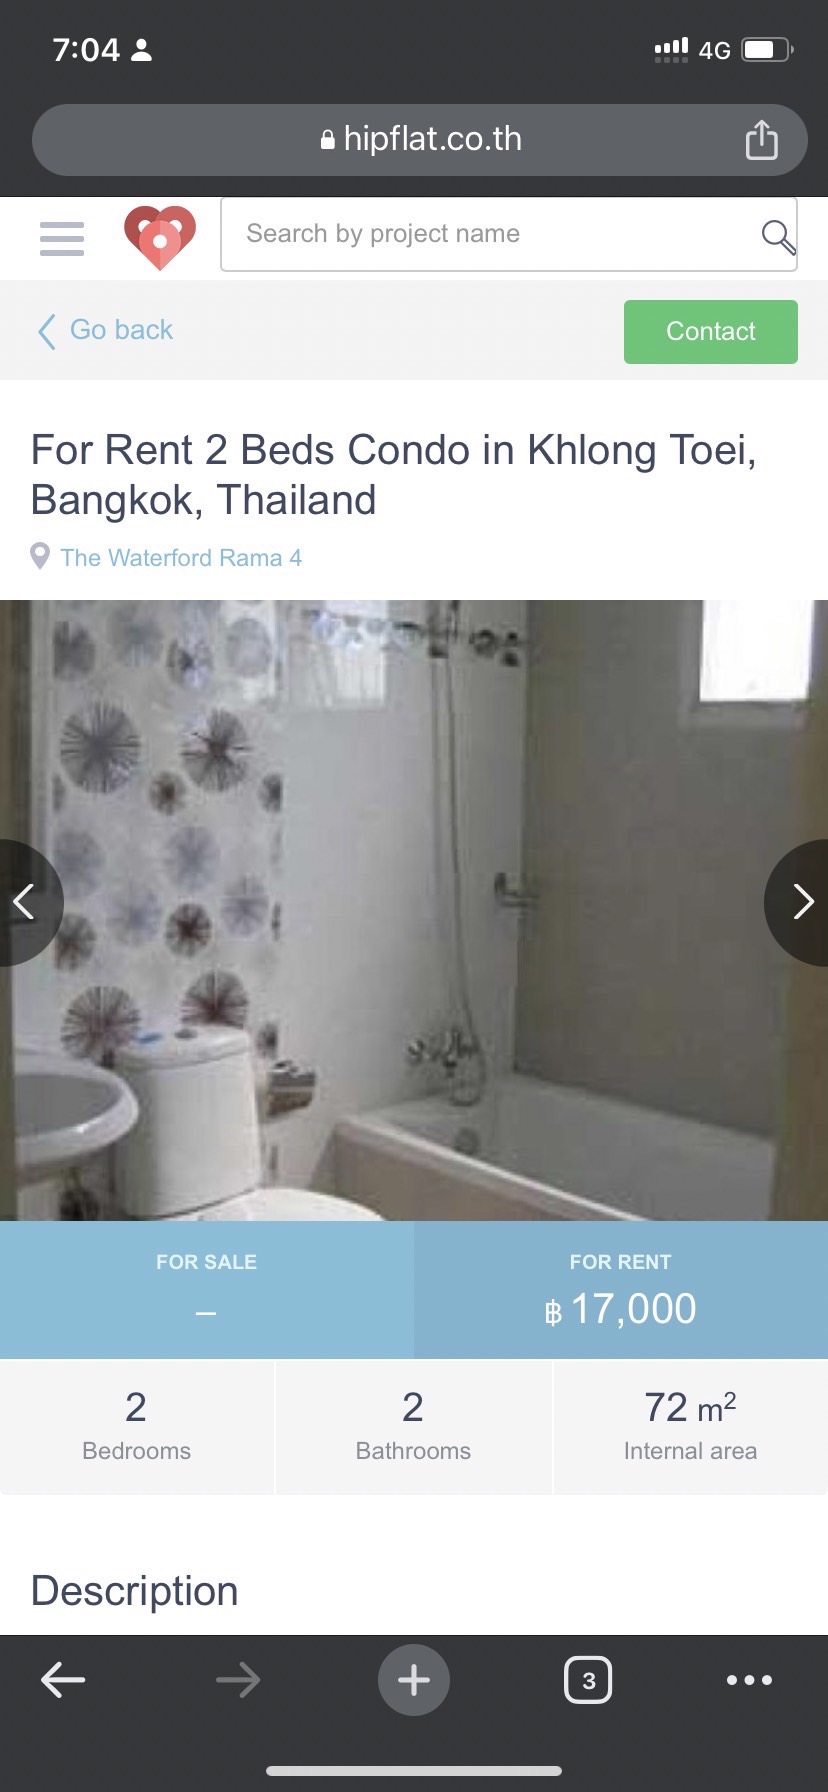 7:04
4G
hipflat.co.th
Search by project name
Go back
Contact
For Rent 2 Beds Condo in Khlong Toei,
Bangkok, Thailand
The Waterford Rama 4
FOR SALE
–
FOR RENT
฿ 17,000
2
Bedrooms
2
Bathrooms
72 m²
Internal area
Description
3